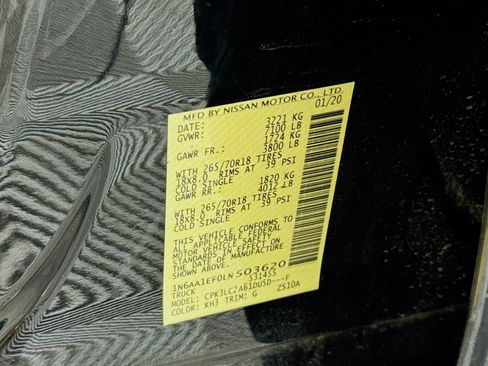 MFD BY NISSAN MOTOR CO., LTD.
DATE: 01/20
GVWR: 3221 KG
7100 LB
GAWR FR.: 1724 KG
3800 LB
WITH 265/70R18 TIRES
18X8.0 RIMS AT 39 PSI
COLD SINGLE
GAWR RR.: 1820 KG
4012 LB
WITH 265/70R18 TIRES
18X8.0 RIMS AT 39 PSI
COLD SINGLE
THIS VEHICLE CONFORMS TO
ALL APPLICABLE FEDERAL
MOTOR VEHICLE SAFETY
STANDARDS IN EFFECT ON
THE DATE OF MANUFACTURE
SHOWN ABOVE.
1N6AA1EF0LN503620
TRUCK 531455
MODEL: CPK3LC2A61DUSD---F
COLOR: KH3 TRIM: G ZS10A